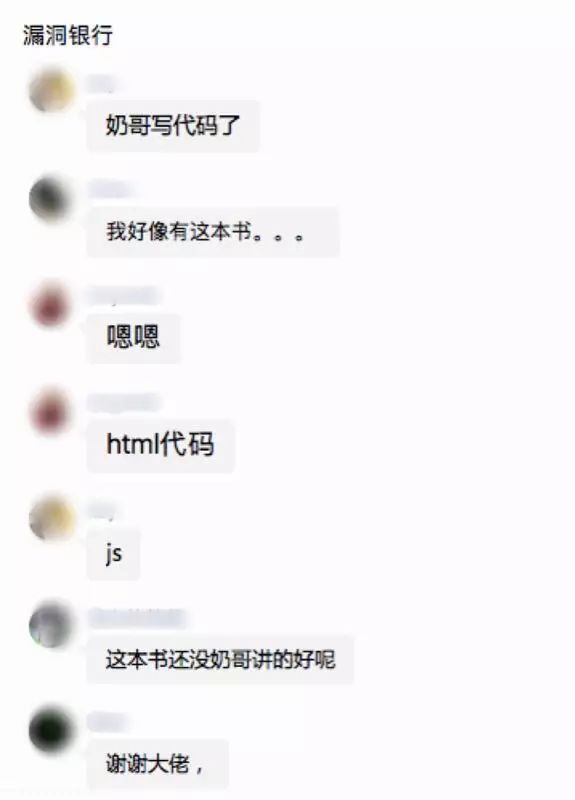 漏洞银行
奶哥写代码了
我好像有这本书。。。
嗯嗯
html代码
js
这本书还没奶哥讲的好呢
谢谢大佬，